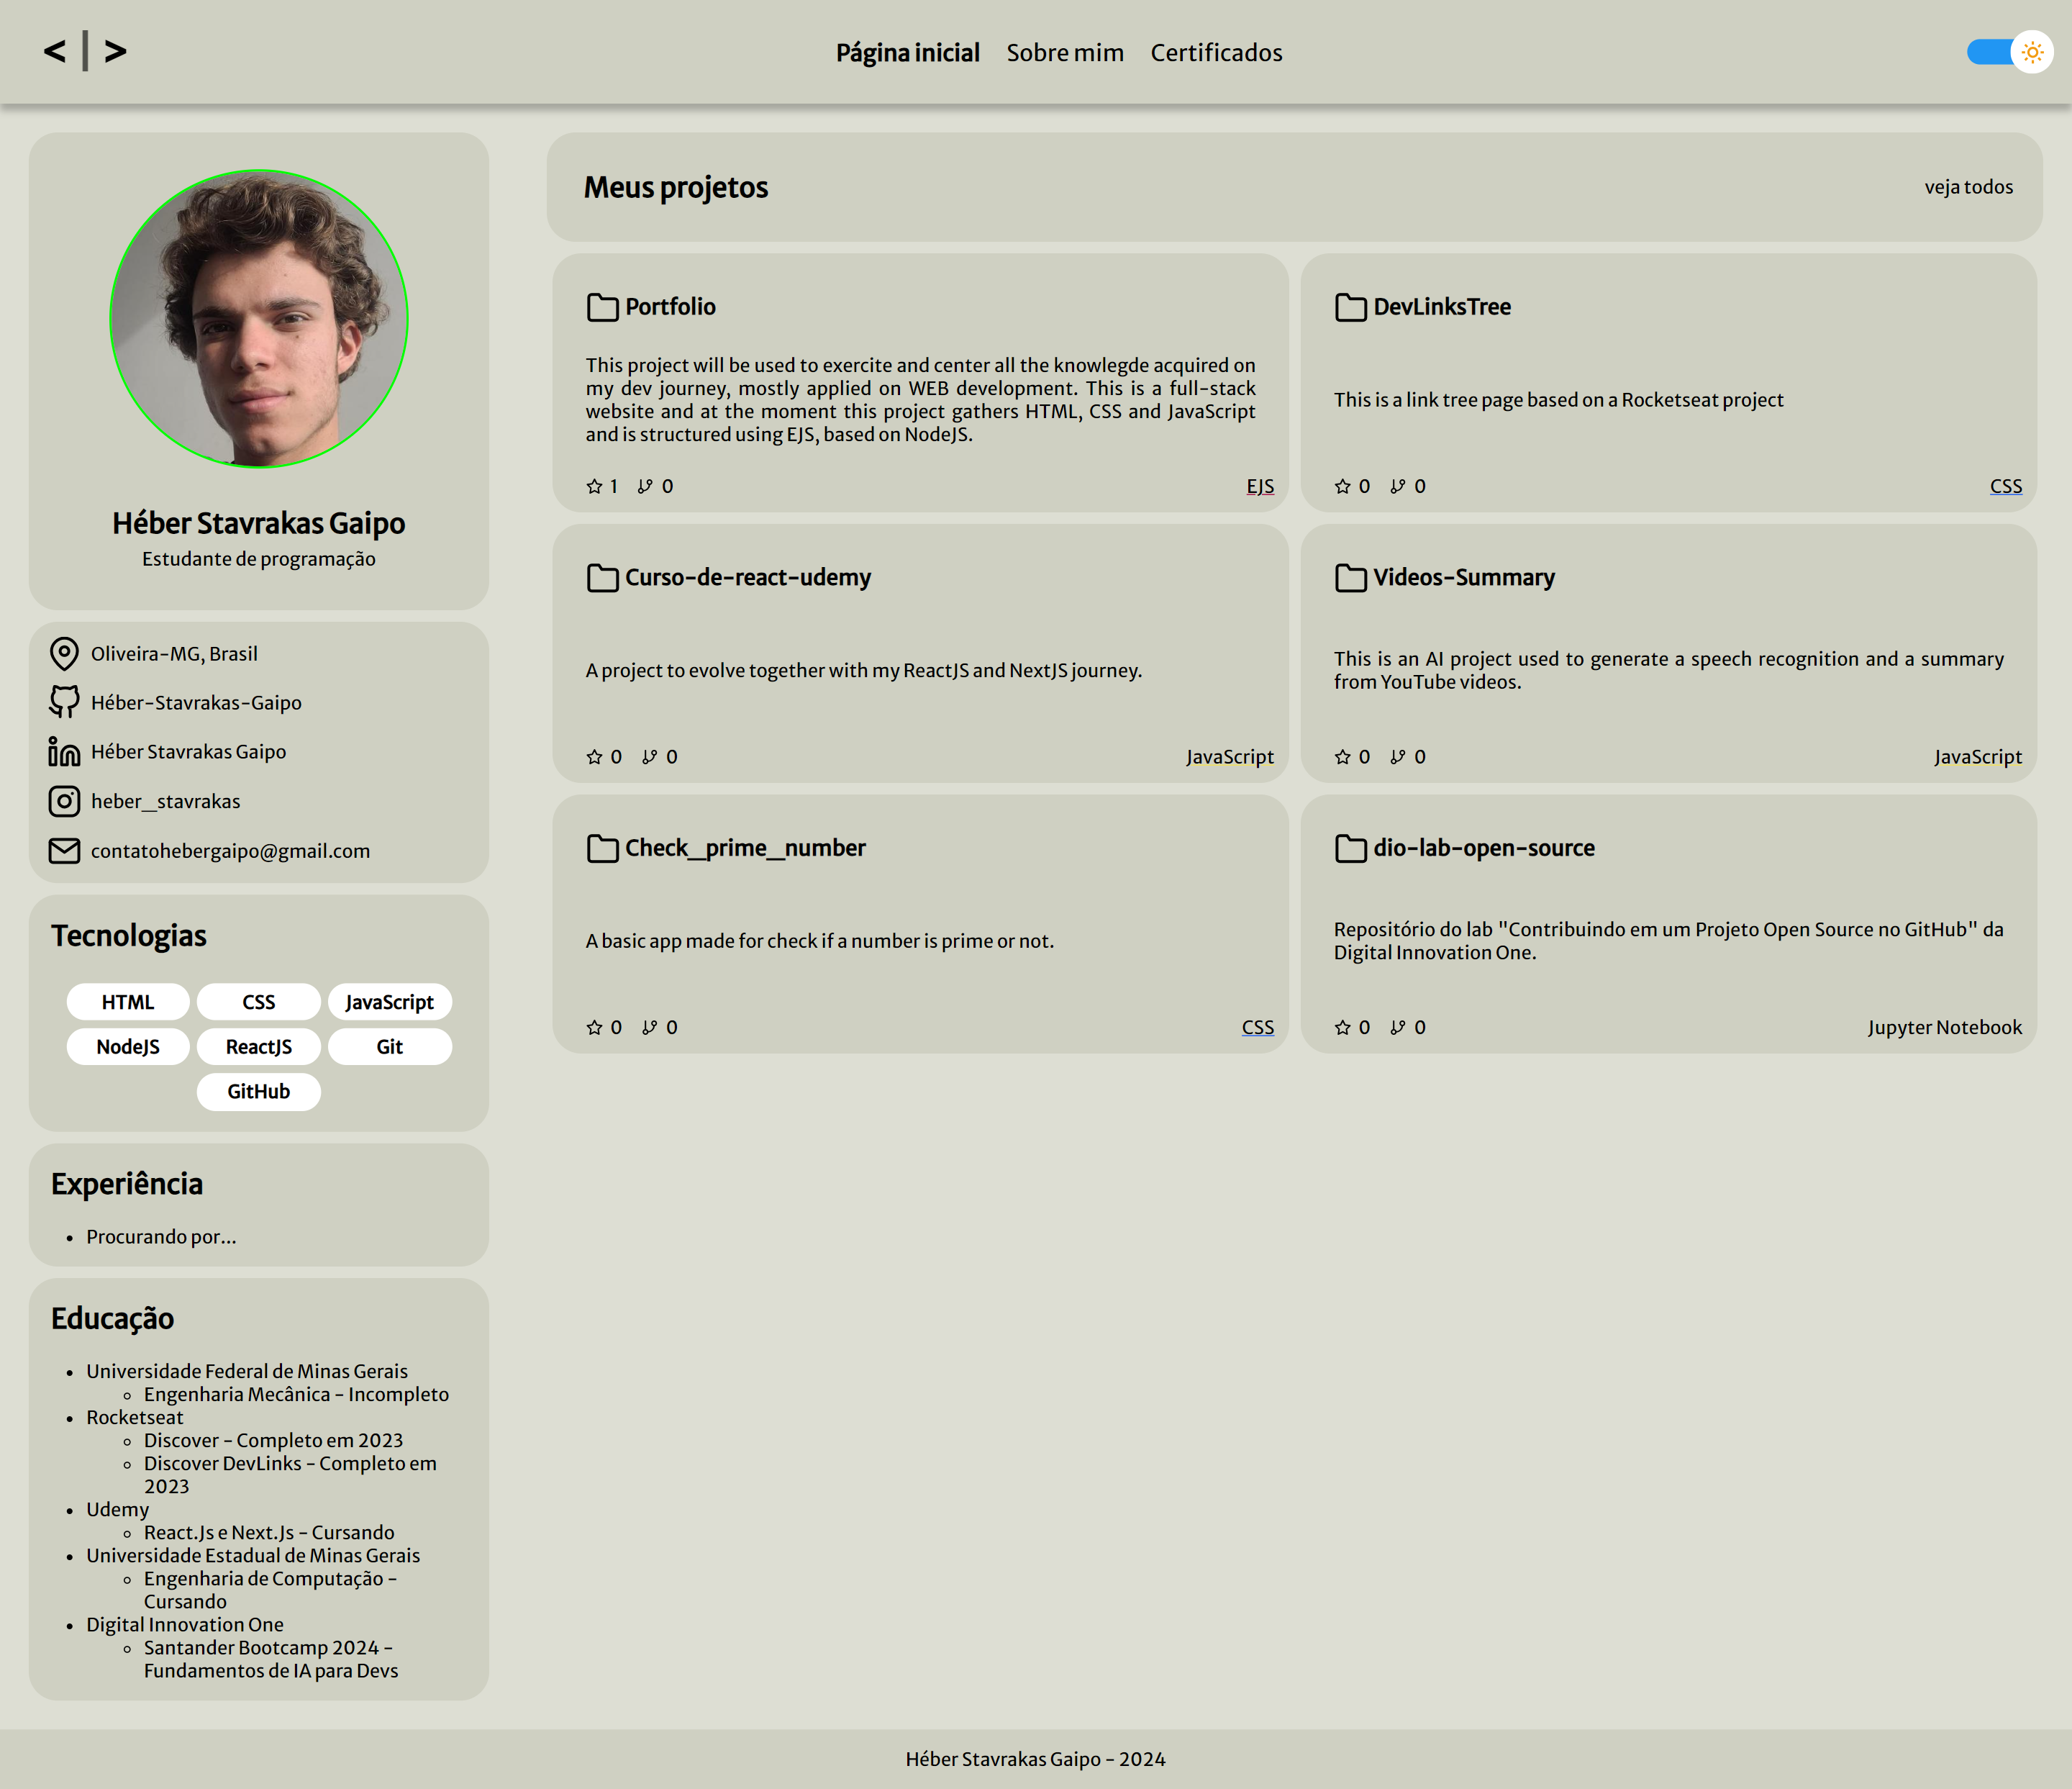 < | >
Página inicial Sobre mim Certificados
Héber Stavrakas Gaipo
Estudante de programação
Oliveira-MG, Brasil
Héber-Stavrakas-Gaipo
Héber Stavrakas Gaipo
heber_stavrakas
contatohebergaipo@gmail.com
Tecnologias
HTML CSS JavaScript
NodeJS ReactJS Git
GitHub
Experiência
Procurando por...
Educação
Universidade Federal de Minas Gerais
Engenharia Mecânica - Incompleto
Rocketseat
Discover - Completo em 2023
Discover DevLinks - Completo em
2023
Udemy
React.Js e Next.Js - Cursando
Universidade Estadual de Minas Gerais
Engenharia de Computação -
Cursando
Digital Innovation One
Santander Bootcamp 2024 -
Fundamentos de IA para Devs
Meus projetos
veja todos
Portfolio
This project will be used to exercite and center all the knowlegde acquired on
my dev journey, mostly applied on WEB development. This is a full-stack
website and at the moment this project gathers HTML, CSS and JavaScript
and is structured using EJS, based on NodeJS.
1 0 EJS
DevLinksTree
This is a link tree page based on a Rocketseat project
0 0 CSS
Curso-de-react-udemy
A project to evolve together with my ReactJS and NextJS journey.
0 0 JavaScript
Videos-Summary
This is an AI project used to generate a speech recognition and a summary
from YouTube videos.
0 0 JavaScript
Check_prime_number
A basic app made for check if a number is prime or not.
0 0 CSS
dio-lab-open-source
Repositório do lab "Contribuindo em um Projeto Open Source no GitHub" da
Digital Innovation One.
0 0 Jupyter Notebook
Héber Stavrakas Gaipo - 2024